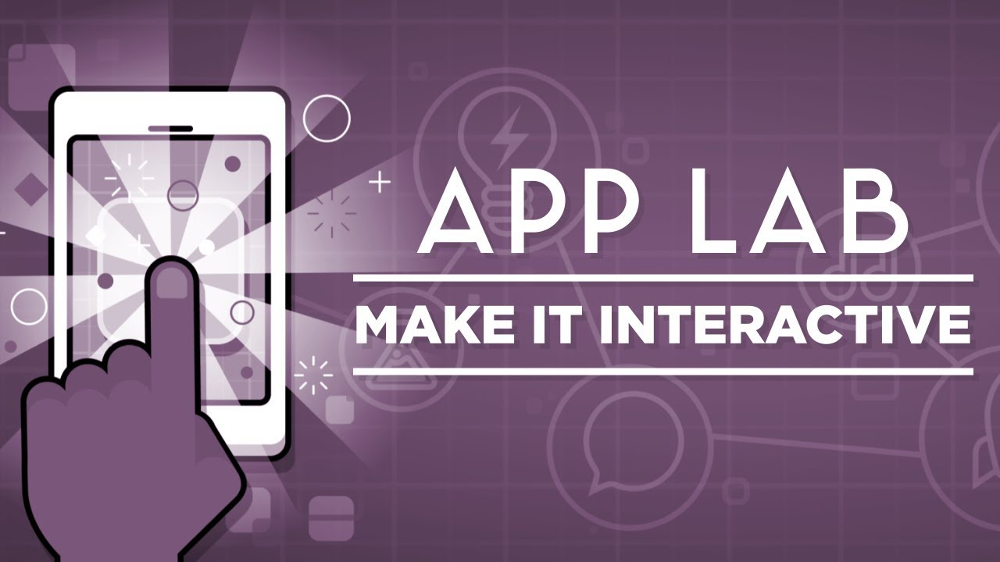 APP LAB
MAKE IT INTERACTIVE